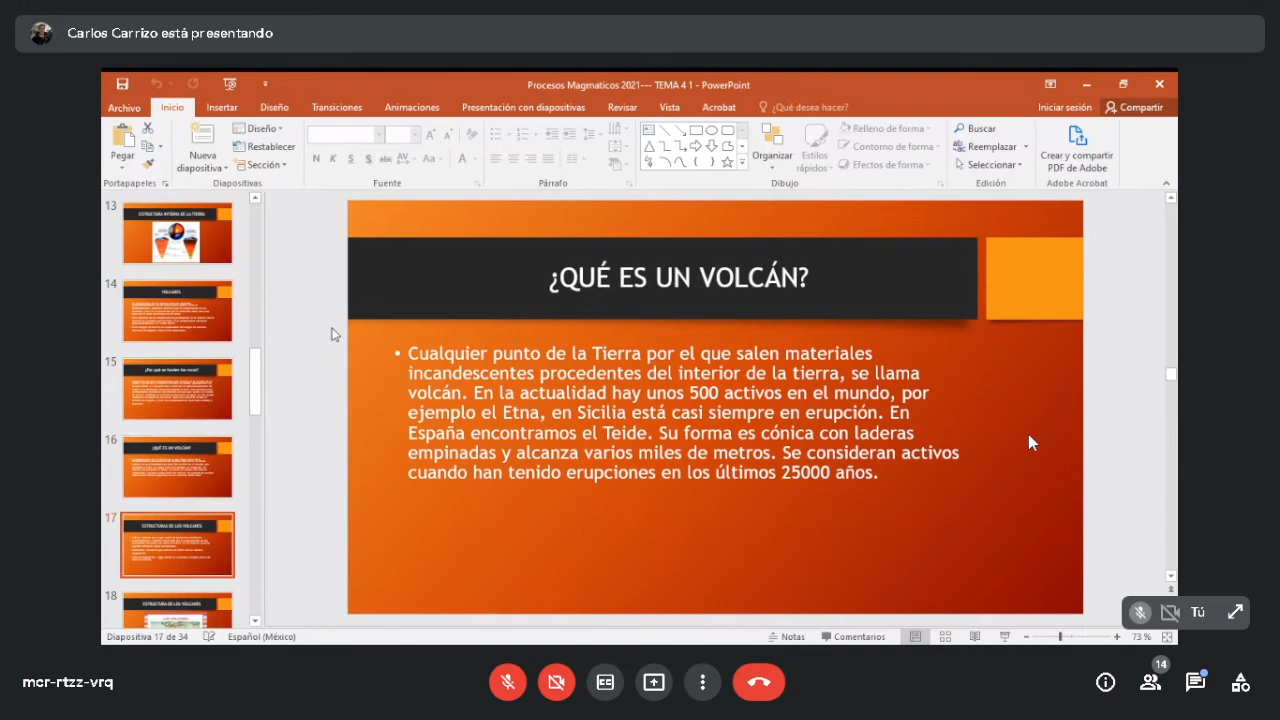 Carlos Carrizo está presentando
Procesos Magmaticos 2021--- TEMA 4 1 - PowerPoint
Archivo Inicio Insertar Diseño Transiciones Animaciones Presentación con diapositivas Revisar Vista Acrobat ¿Qué desea hacer? Iniciar sesión Compartir
Pegar
Nueva diapositiva
Diseño
Restablecer
Sección
N K S S abc AV Aa A
Organizar
Estilos rápidos
Relleno de forma
Contorno de forma
Efectos de forma
Buscar
Reemplazar
Seleccionar
Crear y compartir
PDF de Adobe
Portapapeles Diapositivas Fuente Párrafo Dibujo Edición Adobe Acrobat
13
ESTRUCTURA INTERNA DE LA TIERRA
14
VOLCANES
15
¿Por qué se funden las rocas?
16
¿QUÉ ES UN VOLCÁN?
17
ESTRUCTURAS DE LOS VOLCANES
18
ESTRUCTURA DE LOS VOLCANES
¿QUÉ ES UN VOLCÁN?
• Cualquier punto de la Tierra por el que salen materiales
incandescentes procedentes del interior de la tierra, se llama
volcán. En la actualidad hay unos 500 activos en el mundo, por
ejemplo el Etna, en Sicilia está casi siempre en erupción. En
España encontramos el Teide. Su forma es cónica con laderas
empinadas y alcanza varios miles de metros. Se consideran activos
cuando han tenido erupciones en los últimos 25000 años.
Tú
Diapositiva 17 de 34 Español (México) Notas Comentarios 73 %
mcr-rtzz-vrq
14